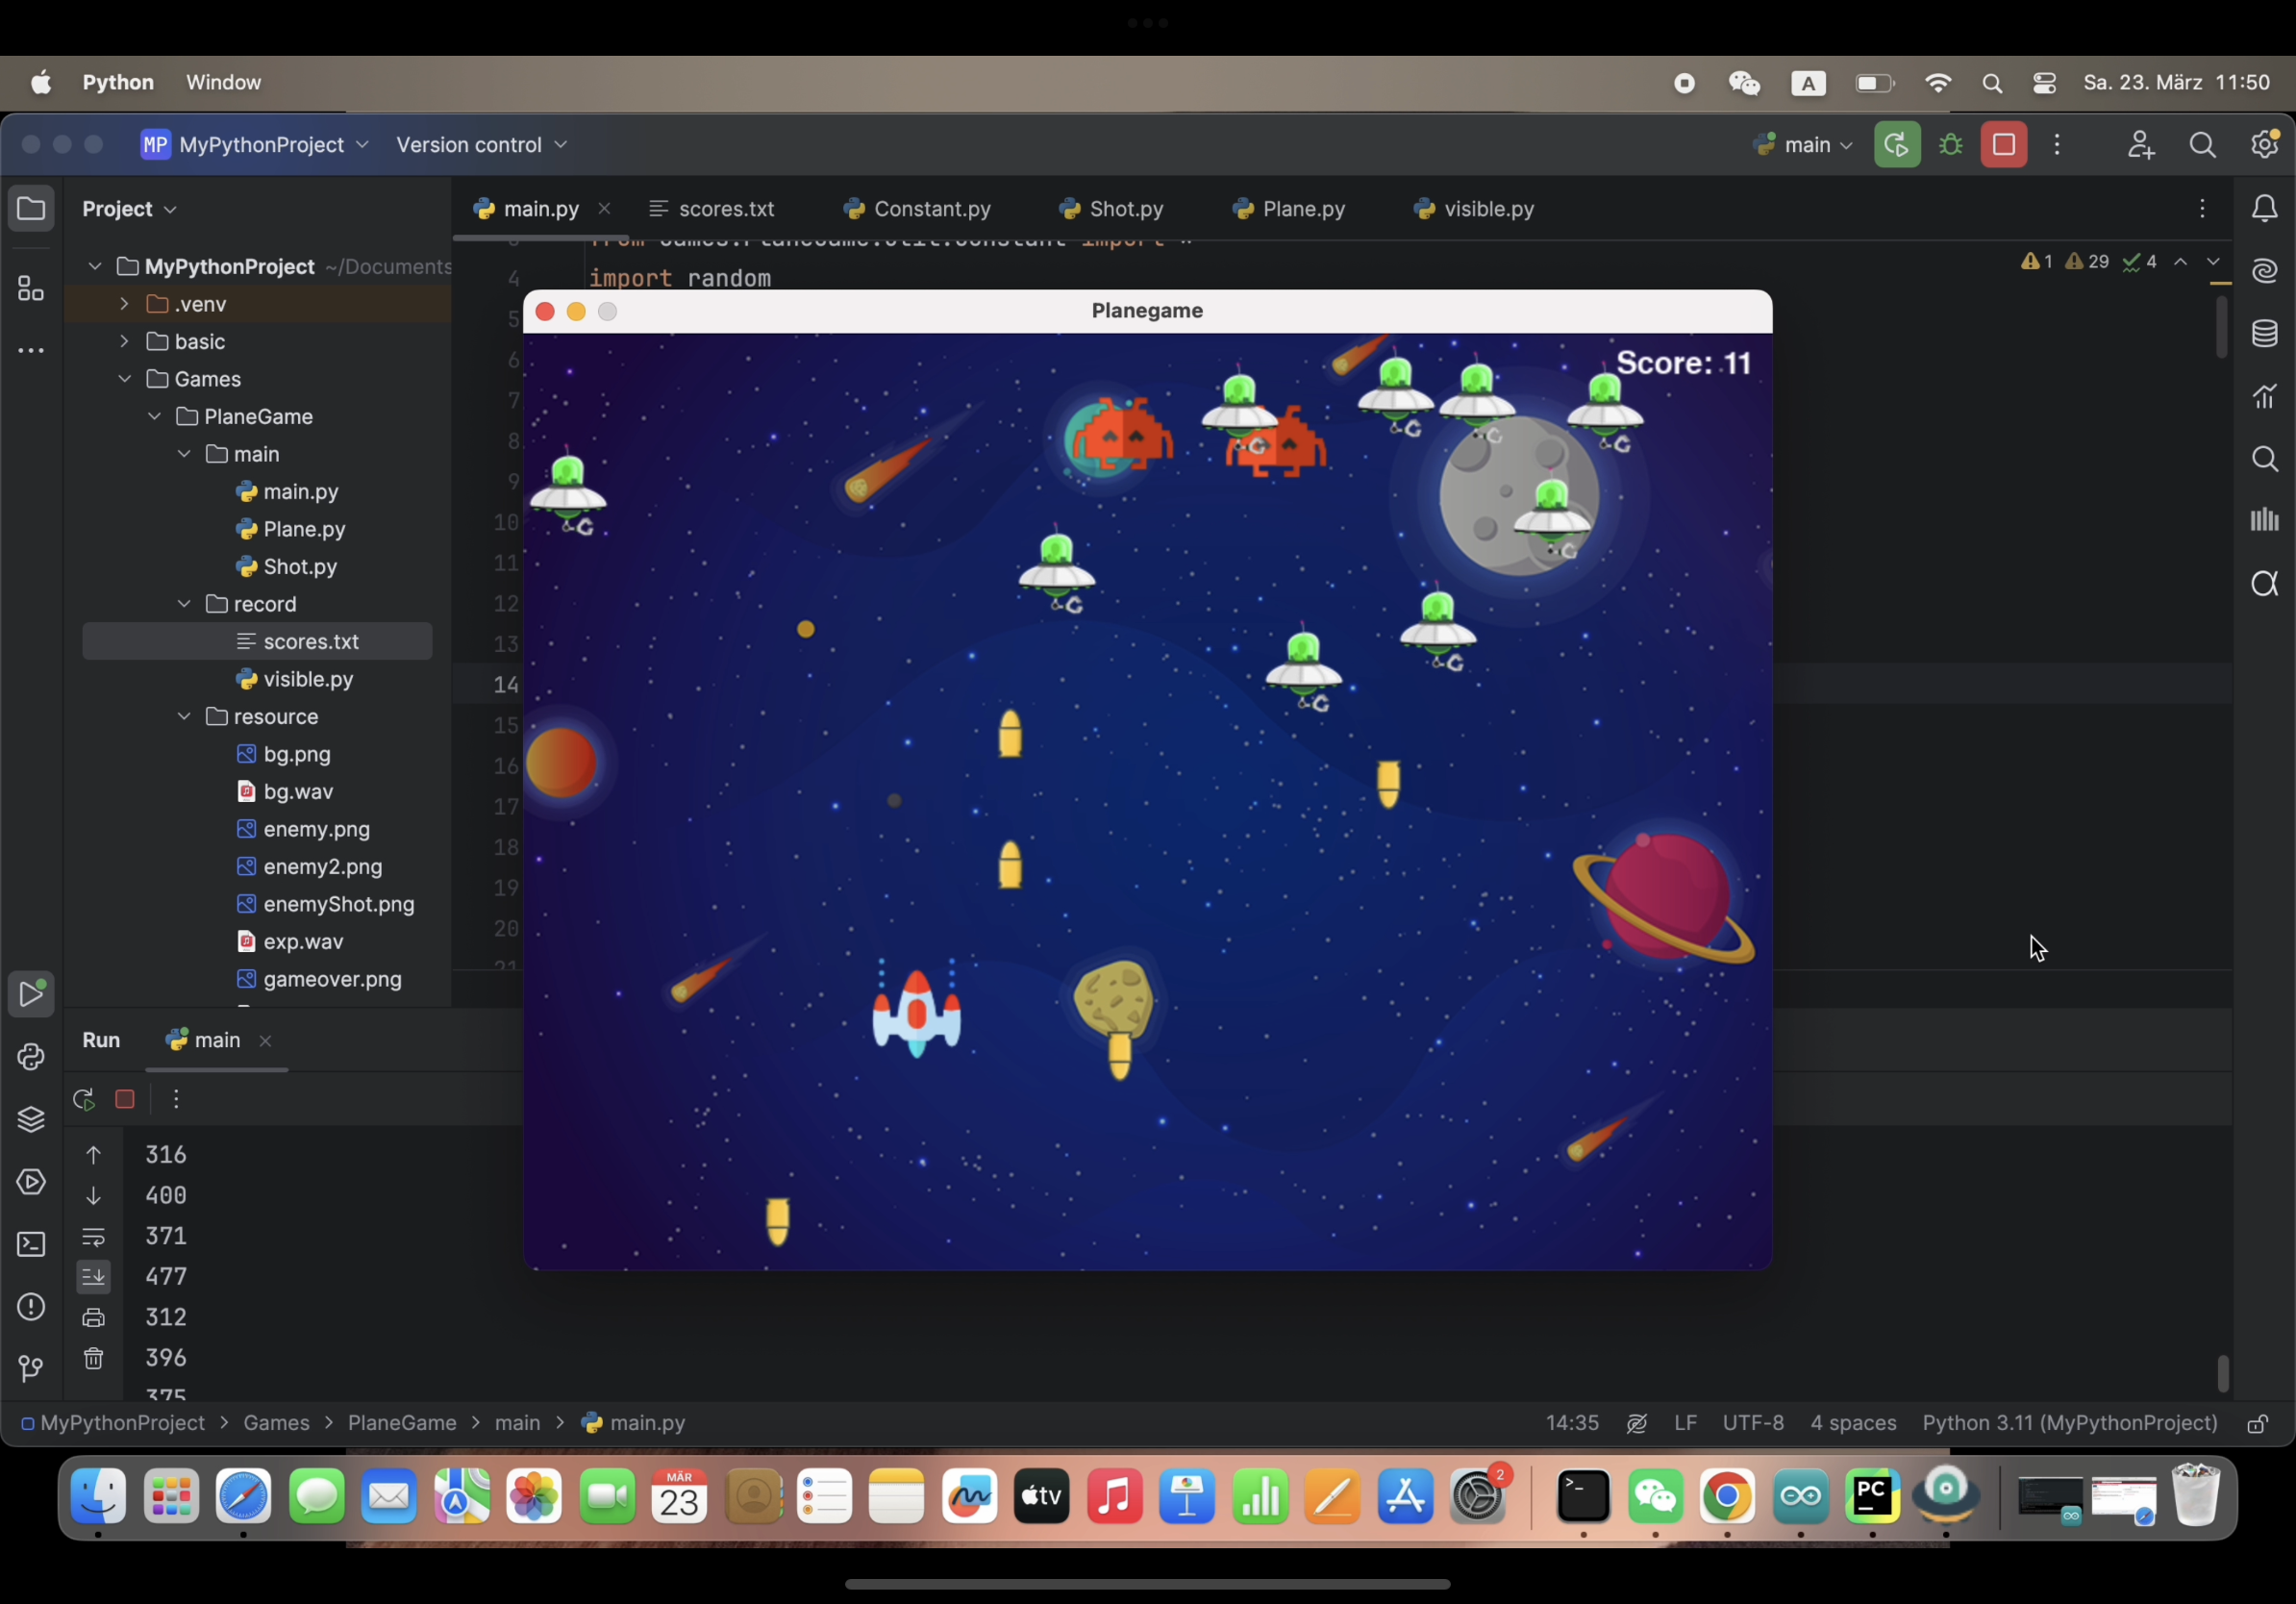 Python Window A Sa. 23. März 11:50
MP MyPythonProject Version control main
Project main.py scores.txt Constant.py Shot.py Plane.py visible.py
MyPythonProject ~/Documents
4 import random
1 29 4
.venv
basic
Games
PlaneGame
main
main.py
Plane.py
Shot.py
record
scores.txt
visible.py
resource
bg.png
bg.wav
enemy.png
enemy2.png
enemyShot.png
exp.wav
gameover.png
5
6
7
8
9
10
11
12
13
14
15
16
17
18
19
20
21
Planegame
Score: 11
Run main
316
400
371
477
312
396
375
MyPythonProject > Games > PlaneGame > main > main.py 14:35 LF UTF-8 4 spaces Python 3.11 (MyPythonProject)
MÄR
23
tv
2
PC